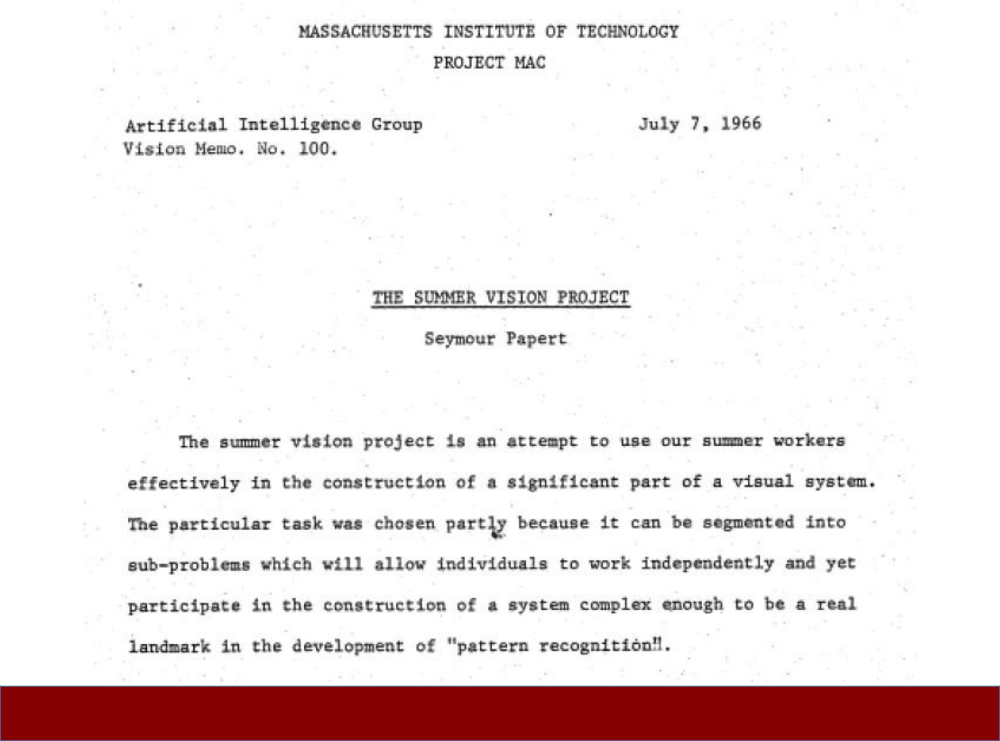 MASSACHUSETTS INSTITUTE OF TECHNOLOGY
PROJECT MAC
Artificial Intelligence Group
July 7, 1966
Vision Memo. No. 100.
THE SUMMER VISION PROJECT
Seymour Papert
The summer vision project is an attempt to use our summer workers
effectively in the construction of a significant part of a visual system.
The particular task was chosen partly because it can be segmented into
sub-problems which will allow individuals to work independently and yet
participate in the construction of a system complex enough to be a real
landmark in the development of "pattern recognition".